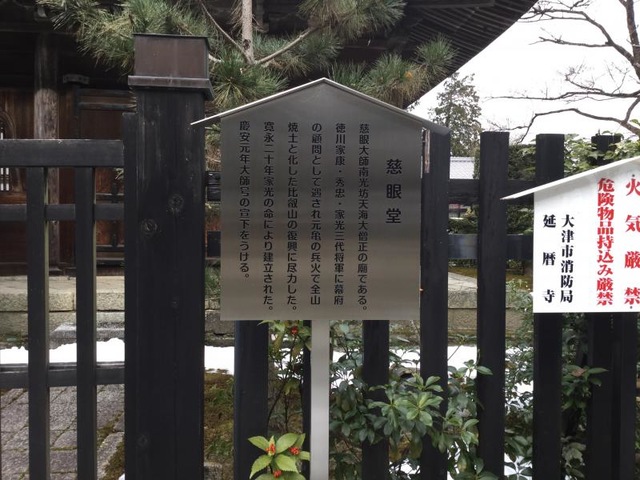 慈眼堂
慈眼大師南光坊天海大僧正の廟である。
徳川家康・秀忠・家光三代将軍に幕府
の顧問として遇され元亀の兵火で全山
焼土と化した比叡山の復興に尽力した。
寛永二十年家光の命により建立された。
慶安元年大師号の宣下をうける。
火気厳禁
危険物品持込み厳禁
大津市消防局
延暦寺